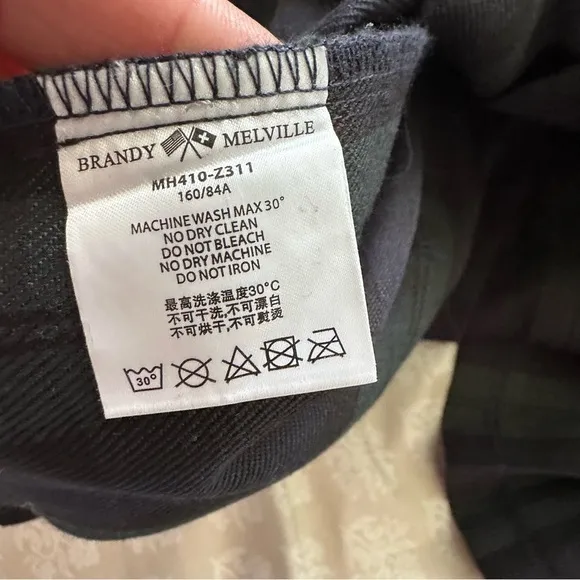 BRANDY MELVILLE
MH410-Z311
160/84A
MACHINE WASH MAX 30°
NO DRY CLEAN
DO NOT BLEACH
NO DRY MACHINE
DO NOT IRON
最高洗涤温度30°C
不可干洗,不可漂白
不可烘干,不可熨烫
30°